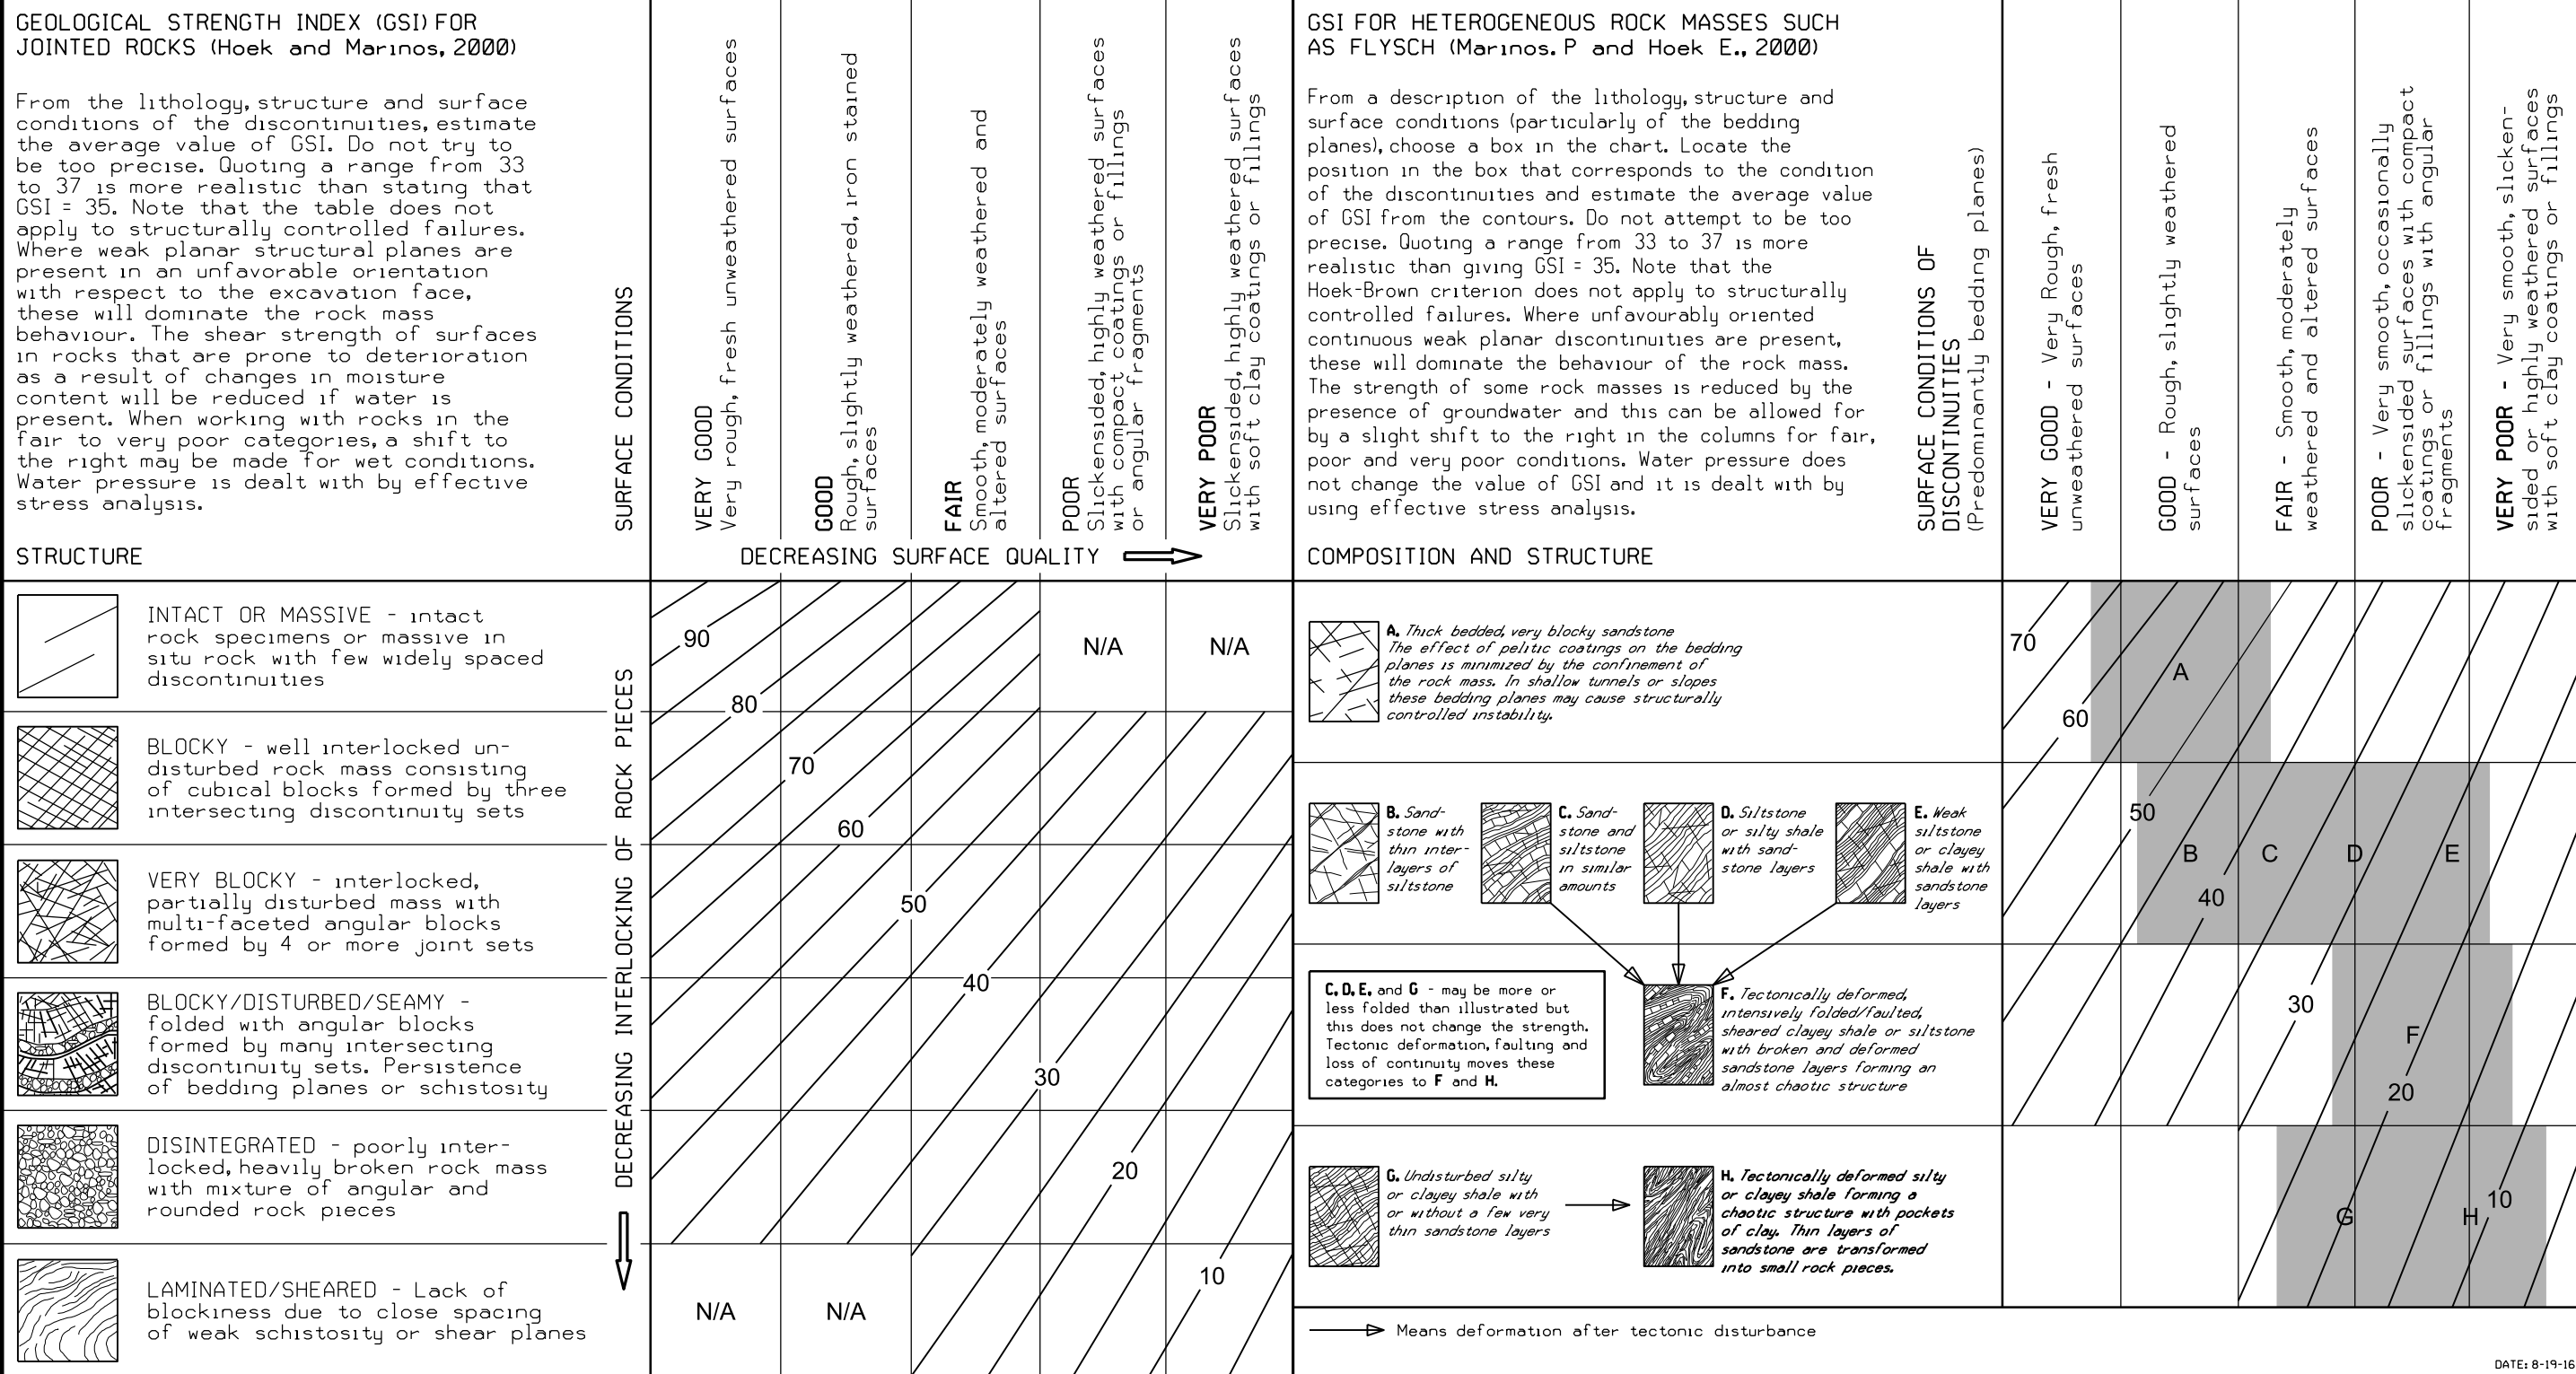 GEOLOGICAL STRENGTH INDEX (GSI) FOR
JOINTED ROCKS (Hoek and Marinos, 2000)
From the lithology, structure and surface
conditions of the discontinuities, estimate
the average value of GSI. Do not try to
be too precise. Quoting a range from 33
to 37 is more realistic than stating that
GSI = 35. Note that the table does not
apply to structurally controlled failures.
Where weak planar structural planes are
present in an unfavorable orientation
with respect to the excavation face,
these will dominate the rock mass
behaviour. The shear strength of surfaces
in rocks that are prone to deterioration
as a result of changes in moisture
content will be reduced if water is
present. When working with rocks in the
fair to very poor categories, a shift to
the right may be made for wet conditions.
Water pressure is dealt with by effective
stress analysis.
STRUCTURE
SURFACE CONDITIONS
VERY GOOD
Very rough, fresh unweathered surfaces
GOOD
Rough, slightly weathered, iron stained
surfaces
FAIR
Smooth, moderately weathered and
altered surfaces
POOR
Slickensided, highly weathered surfaces
with compact coatings or fillings
or angular fragments
VERY POOR
Slickensided, highly weathered surfaces
with soft clay coatings or fillings
DECREASING SURFACE QUALITY
DECREASING INTERLOCKING OF ROCK PIECES
INTACT OR MASSIVE - intact
rock specimens or massive in
situ rock with few widely spaced
discontinuities
BLOCKY - well interlocked un-
disturbed rock mass consisting
of cubical blocks formed by three
intersecting discontinuity sets
VERY BLOCKY - interlocked,
partially disturbed mass with
multi-faceted angular blocks
formed by 4 or more joint sets
BLOCKY/DISTURBED/SEAMY -
folded with angular blocks
formed by many intersecting
discontinuity sets. Persistence
of bedding planes or schistosity
DISINTEGRATED - poorly inter-
locked, heavily broken rock mass
with mixture of angular and
rounded rock pieces
LAMINATED/SHEARED - Lack of
blockiness due to close spacing
of weak schistosity or shear planes
90
80
70
60
50
40
30
20
10
N/A
N/A
N/A
N/A
GSI FOR HETEROGENEOUS ROCK MASSES SUCH
AS FLYSCH (Marinos. P and Hoek E., 2000)
From a description of the lithology, structure and
surface conditions (particularly of the bedding
planes), choose a box in the chart. Locate the
position in the box that corresponds to the condition
of the discontinuities and estimate the average value
of GSI from the contours. Do not attempt to be too
precise. Quoting a range from 33 to 37 is more
realistic than giving GSI = 35. Note that the
Hoek-Brown criterion does not apply to structurally
controlled failures. Where unfavourably oriented
continuous weak planar discontinuities are present,
these will dominate the behaviour of the rock mass.
The strength of some rock masses is reduced by the
presence of groundwater and this can be allowed for
by a slight shift to the right in the columns for fair,
poor and very poor conditions. Water pressure does
not change the value of GSI and it is dealt with by
using effective stress analysis.
COMPOSITION AND STRUCTURE
SURFACE CONDITIONS OF
DISCONTINUITIES
(Predominantly bedding planes)
VERY GOOD - Very Rough, fresh
unweathered surfaces
GOOD - Rough, slightly weathered
surfaces
FAIR - Smooth, moderately
weathered and altered surfaces
POOR - Very smooth, occasionally
slickensided surfaces with compact
coatings or fillings with angular
fragments
VERY POOR - Very smooth, slicken-
sided or highly weathered surfaces
with soft clay coatings or fillings
A. Thick bedded, very blocky sandstone
The effect of pelitic coatings on the bedding
planes is minimized by the confinement of
the rock mass. In shallow tunnels or slopes
these bedding planes may cause structurally
controlled instability.
B. Sand-
stone with
thin inter-
layers of
siltstone
C. Sand-
stone and
siltstone
in similar
amounts
D. Siltstone
or silty shale
with sand-
stone layers
E. Weak
siltstone
or clayey
shale with
sandstone
layers
C, D, E, and G - may be more or
less folded than illustrated but
this does not change the strength.
Tectonic deformation, faulting and
loss of continuity moves these
categories to F and H.
F. Tectonically deformed,
intensively folded/faulted,
sheared clayey shale or siltstone
with broken and deformed
sandstone layers forming an
almost chaotic structure
G. Undisturbed silty
or clayey shale with
or without a few very
thin sandstone layers
H. Tectonically deformed silty
or clayey shale forming a
chaotic structure with pockets
of clay. Thin layers of
sandstone are transformed
into small rock pieces.
70
60
50
40
30
20
10
A
B
C
D
E
F
G
H
Means deformation after tectonic disturbance
DATE: 8-19-16